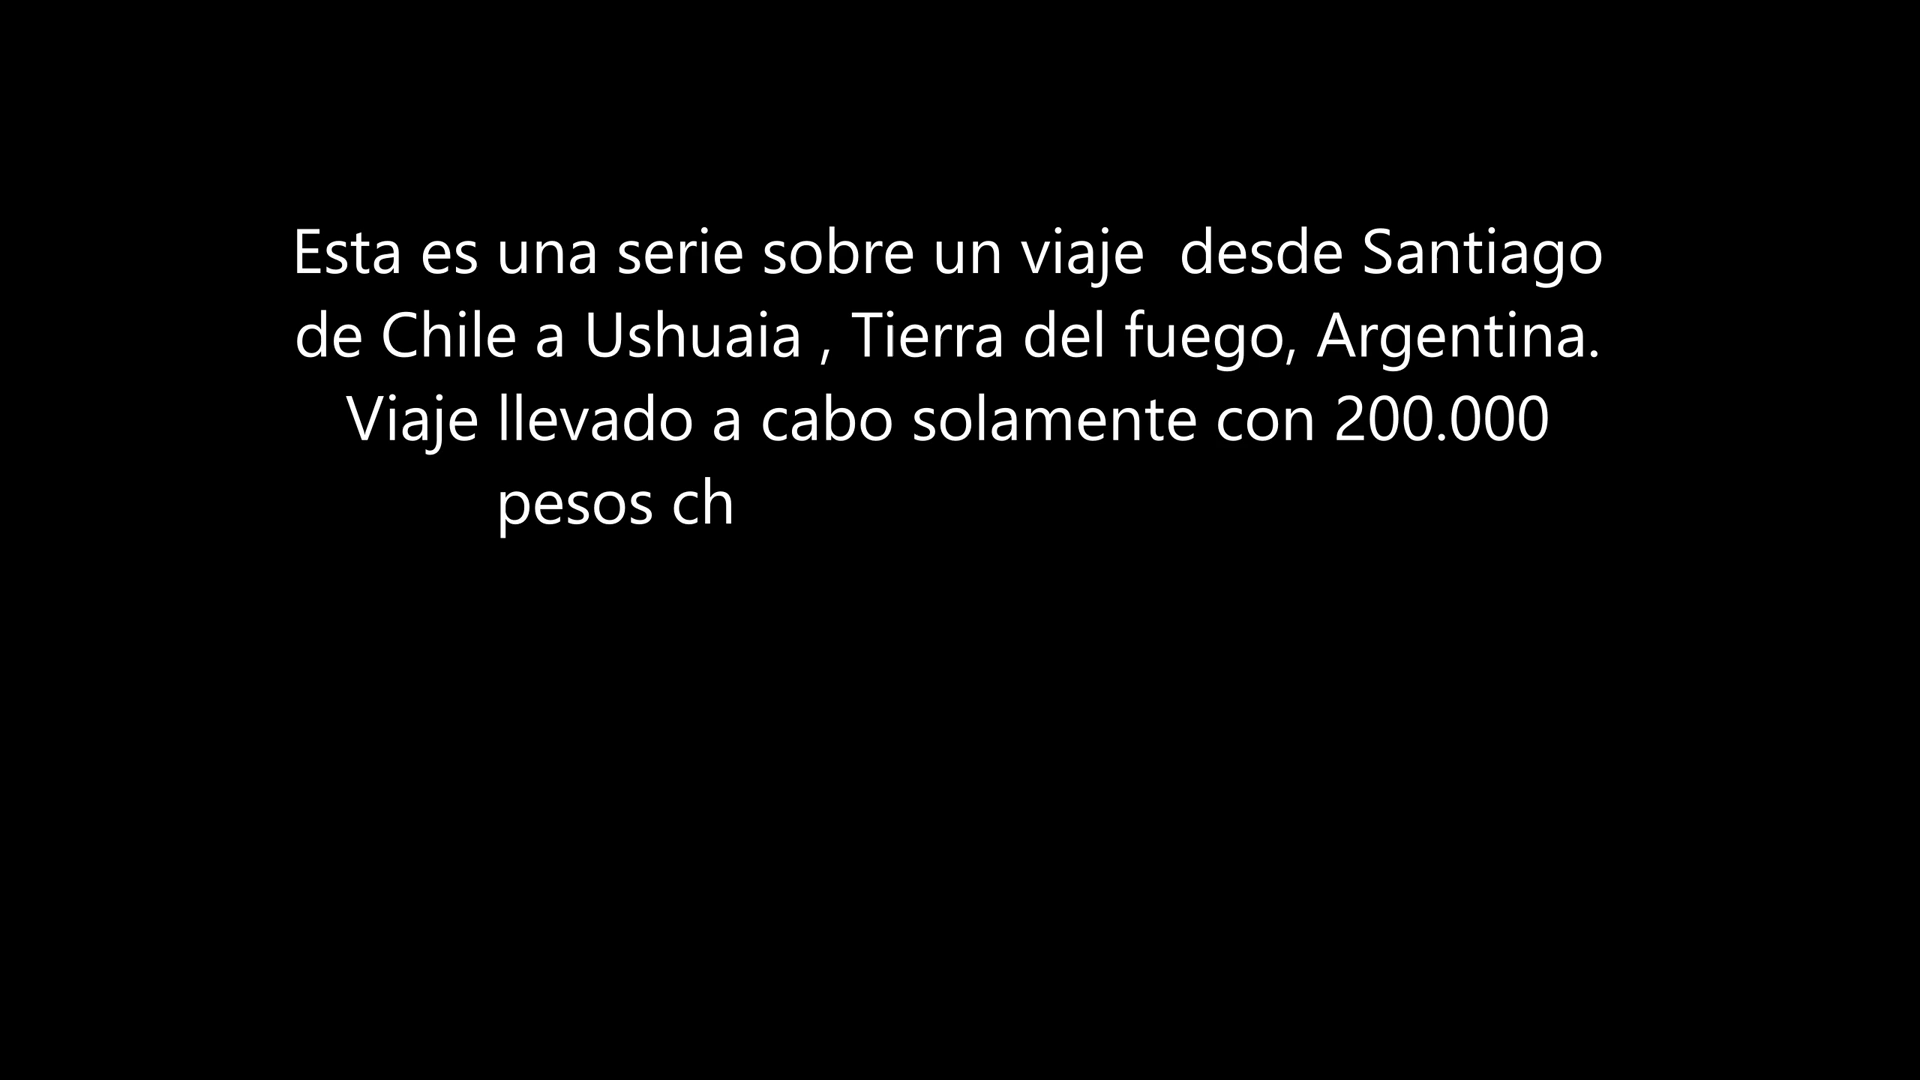 Esta es una serie sobre un viaje  desde Santiago
de Chile a Ushuaia , Tierra del fuego, Argentina.
Viaje llevado a cabo solamente con 200.000
pesos ch